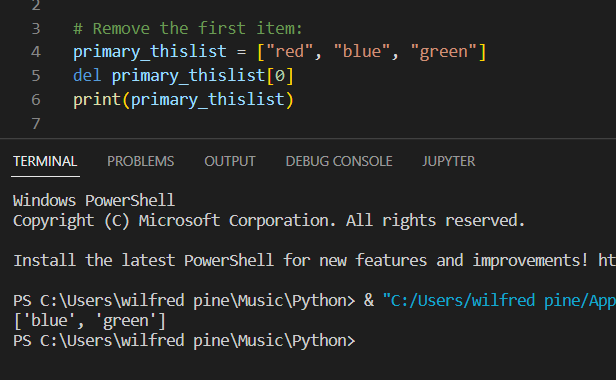 2
3 # Remove the first item:
4 primary_thislist = ["red", "blue", "green"]
5 del primary_thislist[0]
6 print(primary_thislist)
7
TERMINAL PROBLEMS OUTPUT DEBUG CONSOLE JUPYTER
Windows PowerShell
Copyright (C) Microsoft Corporation. All rights reserved.
Install the latest PowerShell for new features and improvements! ht
PS C:\Users\wilfred pine\Music\Python> & "C:/Users/wilfred pine/App
['blue', 'green']
PS C:\Users\wilfred pine\Music\Python>